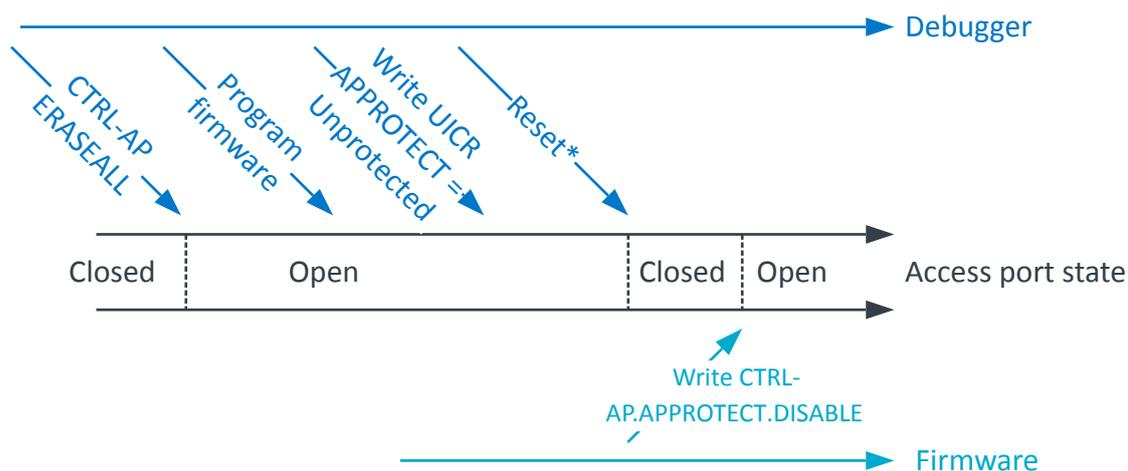 Debugger
CTRL-AP
ERASEALL
Program
firmware
Write UICR
APPROTECT =
Unprotected
Reset*
Closed
Open
Closed
Open
Access port state
Write CTRL-
AP.APPROTECT.DISABLE
Firmware